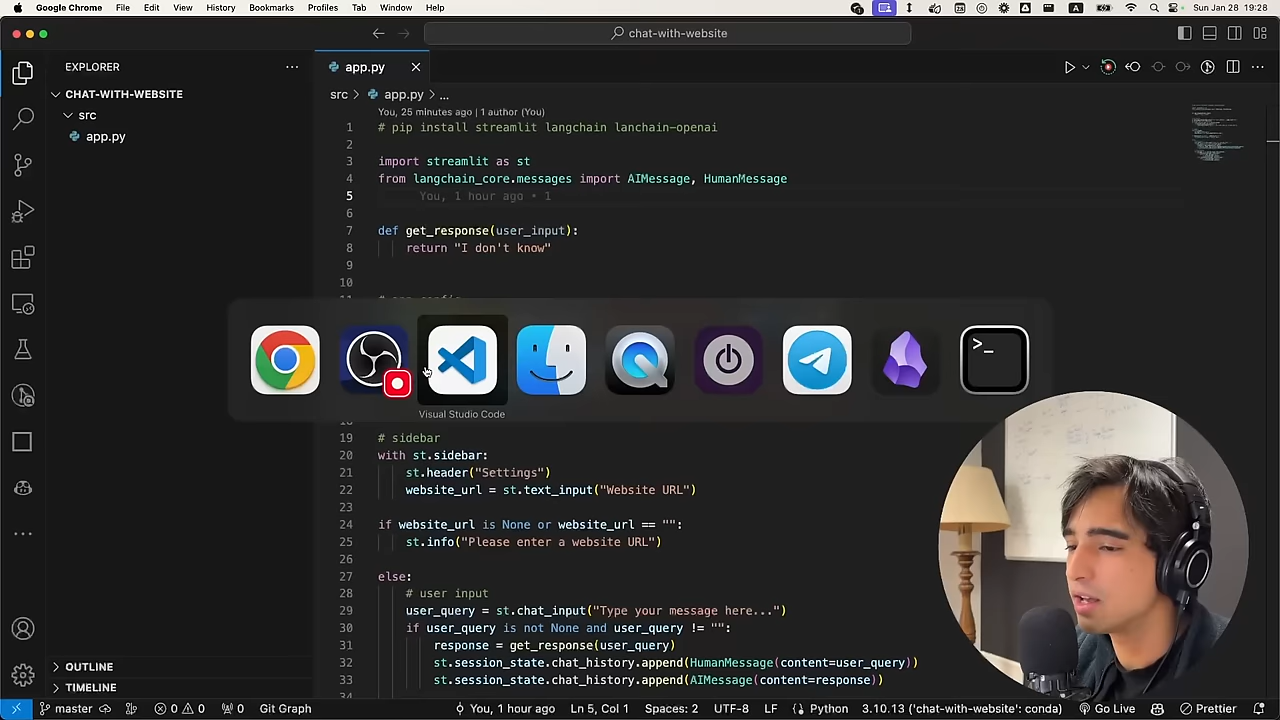 Google Chrome File Edit View History Bookmarks Profiles Tab Window Help Sun Jan 28 19:28
chat-with-website
EXPLORER
CHAT-WITH-WEBSITE
src
app.py
app.py
src > app.py > ...
You, 25 minutes ago | 1 author (You)
1 # pip install streamlit langchain lanchain-openai
2
3 import streamlit as st
4 from langchain_core.messages import AIMessage, HumanMessage
5 You, 1 hour ago • 1
6
7 def get_response(user_input):
8 return "I don't know"
9
10
Visual Studio Code
19 # sidebar
20 with st.sidebar:
21 st.header("Settings")
22 website_url = st.text_input("Website URL")
23
24 if website_url is None or website_url == "":
25 st.info("Please enter a website URL")
26
27 else:
28 # user input
29 user_query = st.chat_input("Type your message here...")
30 if user_query is not None and user_query != "":
31 response = get_response(user_query)
32 st.session_state.chat_history.append(HumanMessage(content=user_query))
33 st.session_state.chat_history.append(AIMessage(content=response))
34
OUTLINE
TIMELINE
master 0 0 0 Git Graph You, 1 hour ago Ln 5, Col 1 Spaces: 2 UTF-8 LF Python 3.10.13 ('chat-with-website': conda) Go Live Prettier